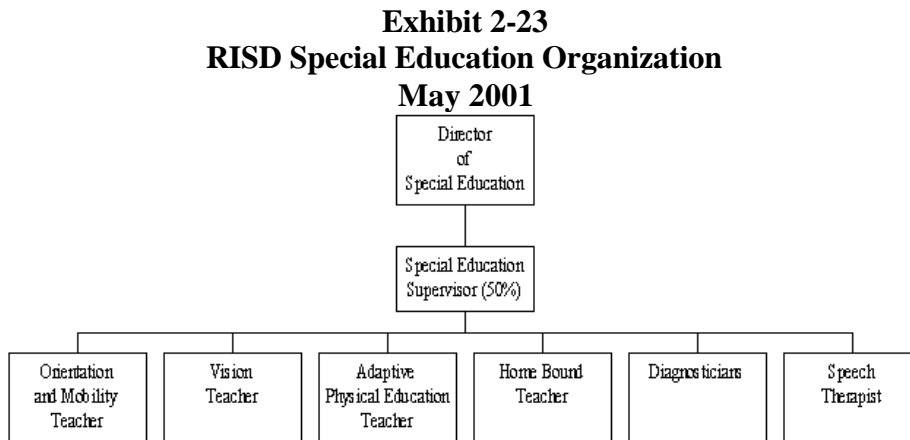 Exhibit 2-23
RISD Special Education Organization
May 2001
Director
of
Special Education
Special Education
Supervisor (50%)
Orientation
and Mobility
Teacher
Vision
Teacher
Adaptive
Physical Education
Teacher
Home Bound
Teacher
Diagnosticians
Speech
Therapist